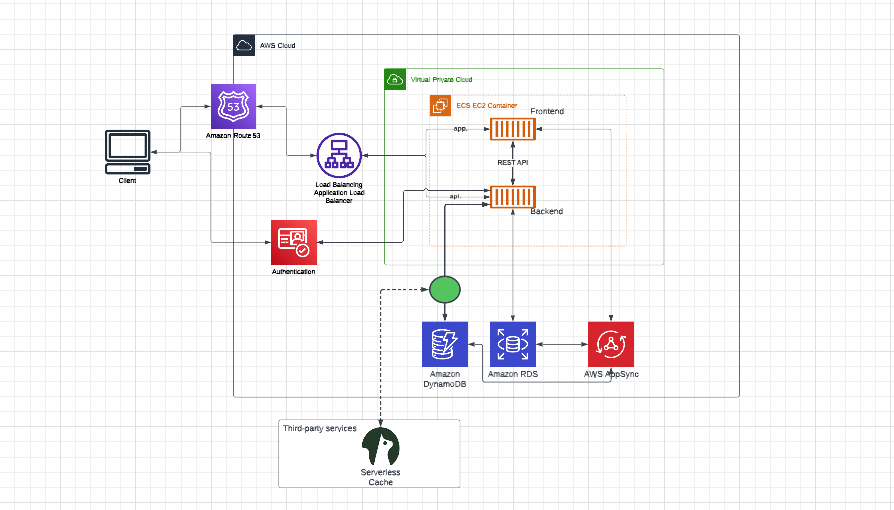 AWS Cloud
Virtual Private Cloud
ECS EC2 Container
Frontend
53
Amazon Route 53
app.
REST API
Client
Load Balancing
Application Load
Balancer
api.
Backend
Authentication
Amazon
DynamoDB
Amazon RDS
AWS AppSync
Third-party services
Serverless
Cache